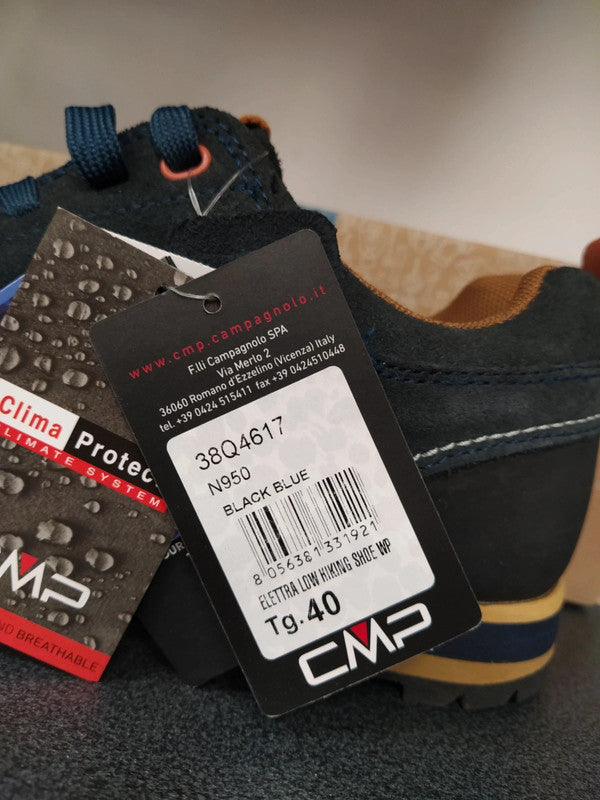 www.cmp.campagnolo.it
F.lli Campagnolo SPA
Via Merlo 2
36060 Romano d'Ezzelino (Vicenza) Italy
tel. +39 0424 515411 fax +39 0424510448
38Q4617
N950
BLACK BLUE
8 056381 331921
ELETTRA LOW HIKING SHOE WP
Tg. 40
CMP
Clima Protec
LIMATE SYSTEM
CMP
ND BREATHABLE